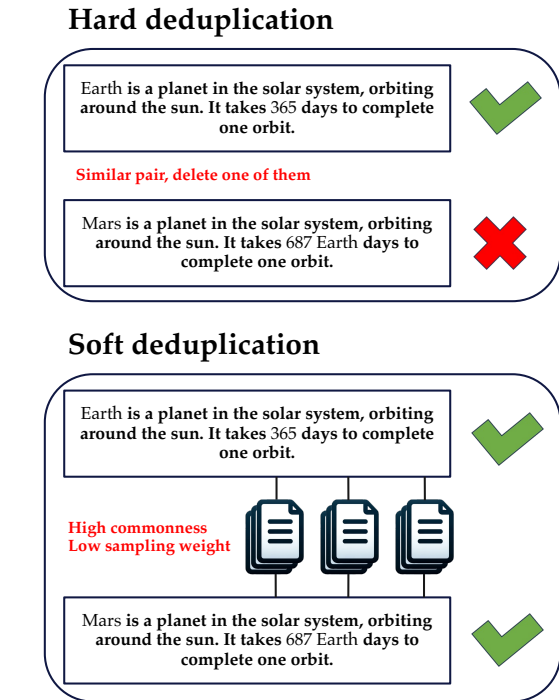 Hard deduplication
Earth is a planet in the solar system, orbiting
around the sun. It takes 365 days to complete
one orbit.
Similar pair, delete one of them
Mars is a planet in the solar system, orbiting
around the sun. It takes 687 Earth days to
complete one orbit.
Soft deduplication
Earth is a planet in the solar system, orbiting
around the sun. It takes 365 days to complete
one orbit.
High commonness
Low sampling weight
Mars is a planet in the solar system, orbiting
around the sun. It takes 687 Earth days to
complete one orbit.